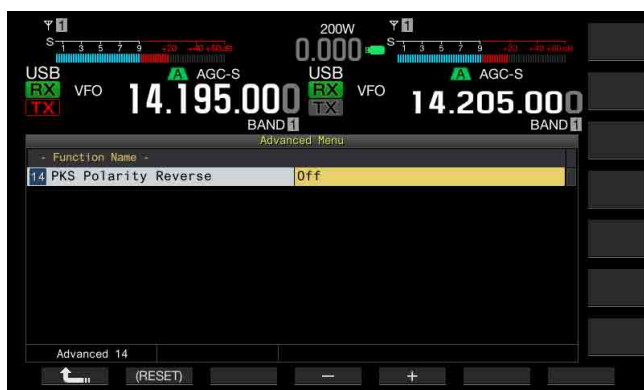 1 200W 1
S 1 3 5 7 9 +20 +40 +60dB 0.000 S 1 3 5 7 9 +20 +40 +60dB
USB A AGC-S USB A AGC-S
RX VFO 14.195.000 RX VFO 14.205.000
TX TX
BAND 1 BAND 1
Advanced Menu
- Function Name -
14 PKS Polarity Reverse Off
Advanced 14
(RESET) − +